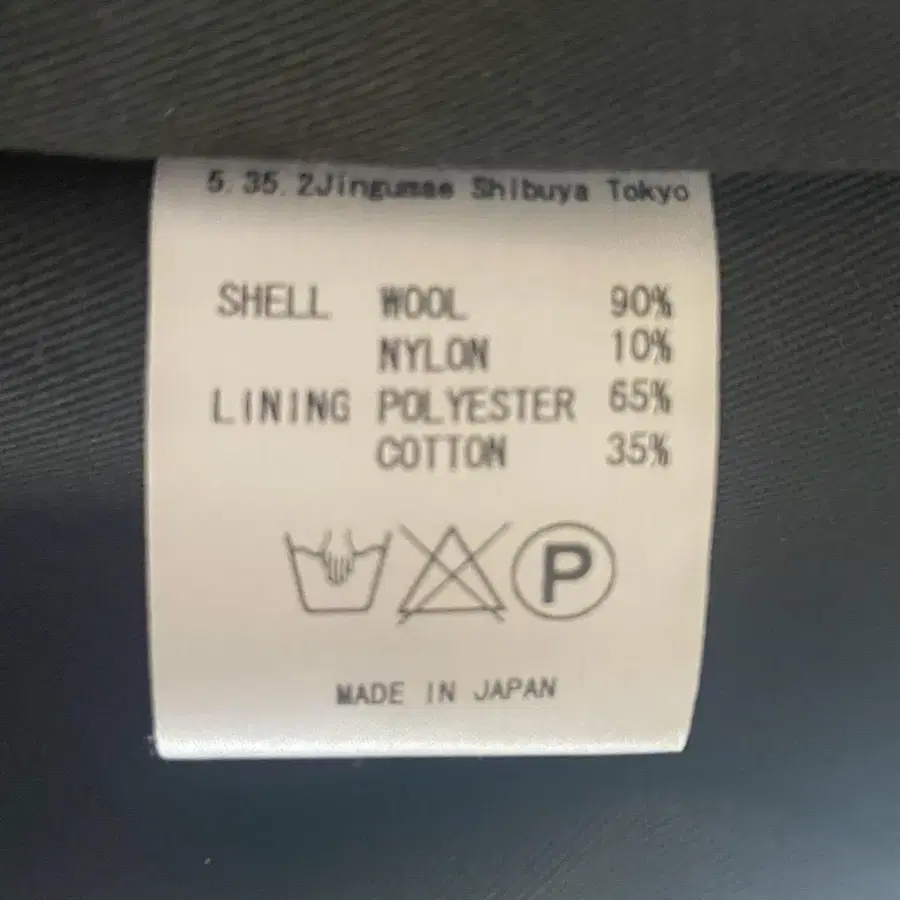 5.35.2Jingumae Shibuya Tokyo
SHELL WOOL 90%
NYLON 10%
LINING POLYESTER 65%
COTTON 35%
P
MADE IN JAPAN